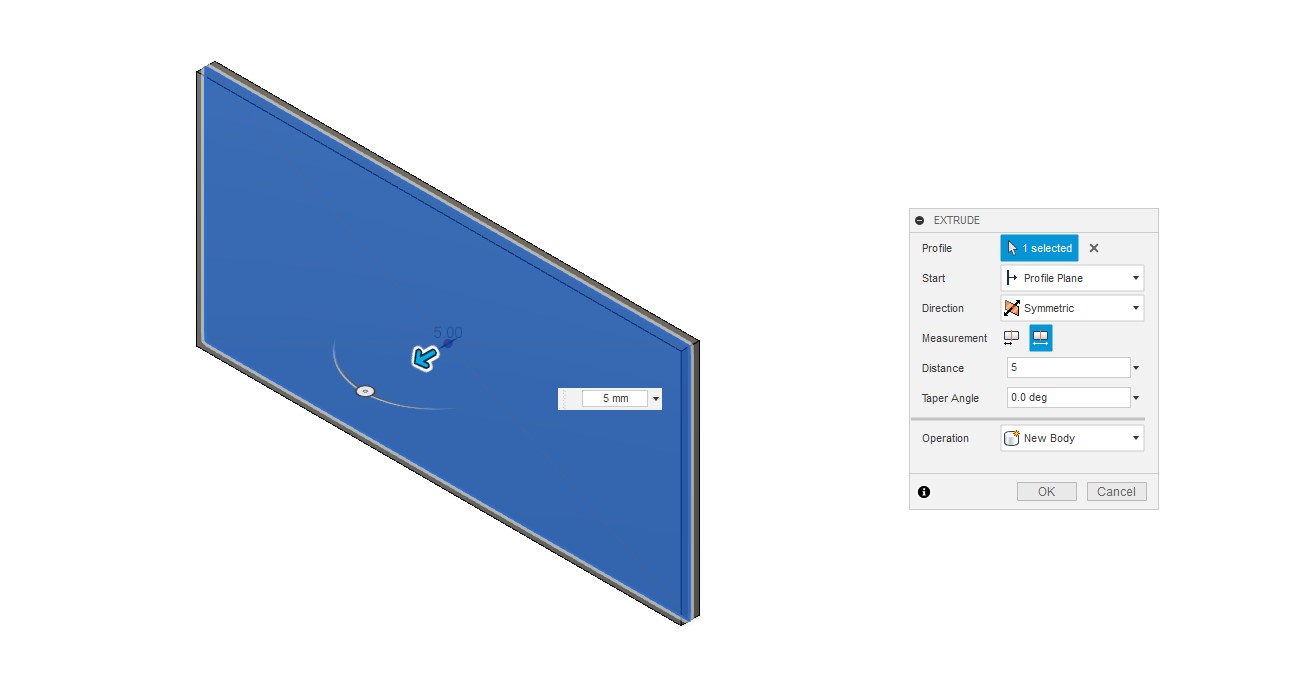 5.00
5 mm
EXTRUDE
Profile
1 selected
Start
Profile Plane
Direction
Symmetric
Measurement
Distance
5
Taper Angle
0.0 deg
Operation
New Body
OK
Cancel